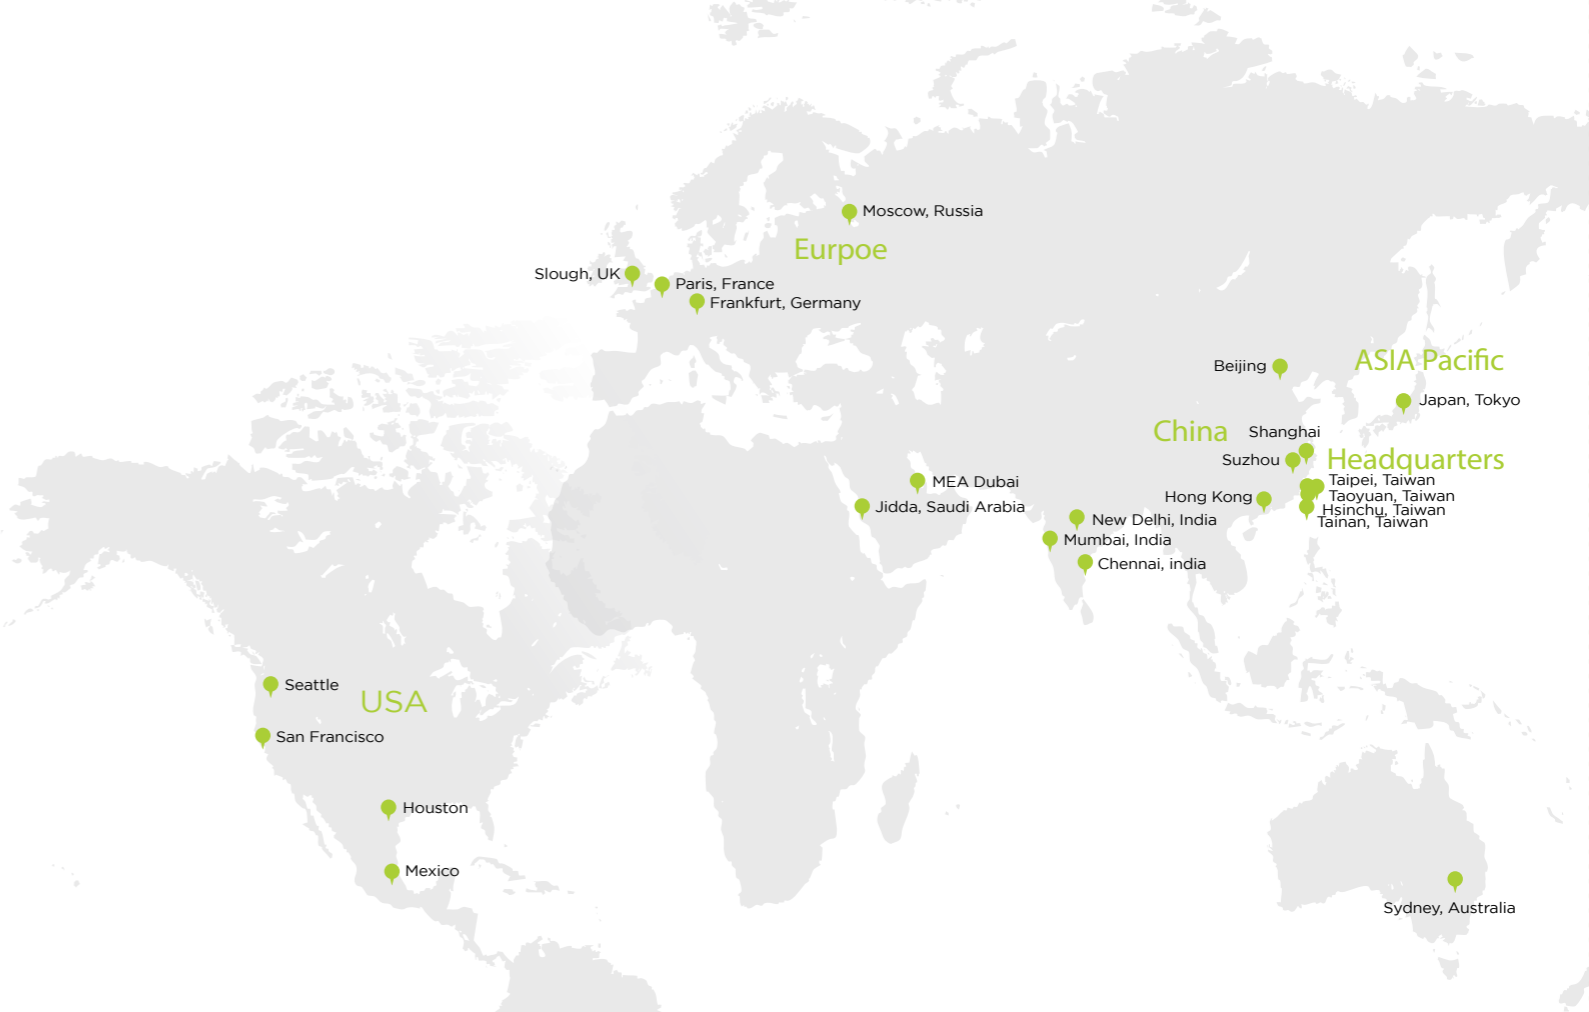 Moscow, Russia
Eurpoe
Slough, UK
Paris, France
Frankfurt, Germany
ASIA Pacific
Beijing
Japan, Tokyo
China
Shanghai
Suzhou
Headquarters
Taipei, Taiwan
MEA Dubai
Hong Kong
Taoyuan, Taiwan
Jidda, Saudi Arabia
Hsinchu, Taiwan
New Delhi, India
Tainan, Taiwan
Mumbai, India
Chennai, india
Seattle
USA
San Francisco
Houston
Mexico
Sydney, Australia